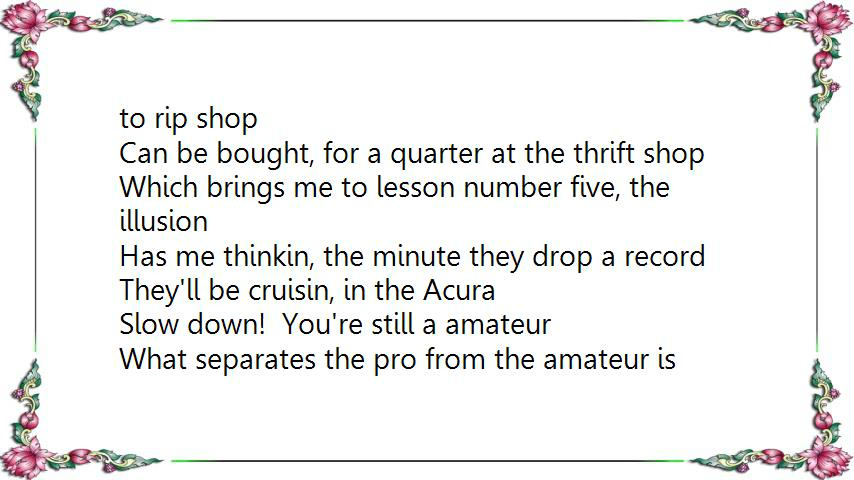 to rip shop
Can be bought, for a quarter at the thrift shop
Which brings me to lesson number five, the
illusion
Has me thinkin, the minute they drop a record
They'll be cruisin, in the Acura
Slow down!  You're still a amateur
What separates the pro from the amateur is